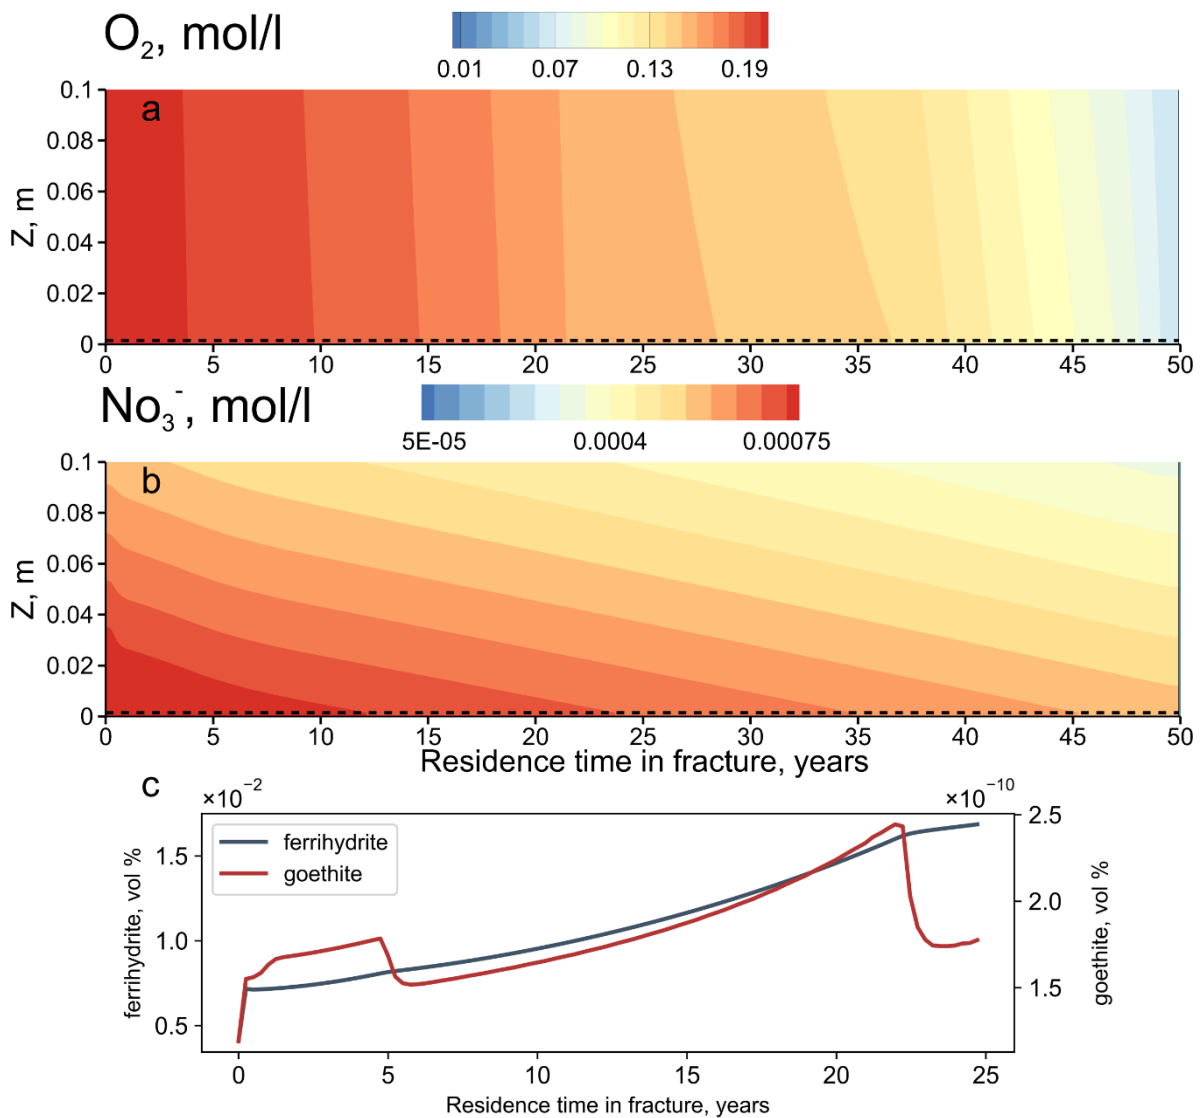 O₂, mol/l
0.01 0.07 0.13 0.19
a
Z, m
0.1
0.08
0.06
0.04
0.02
0
0 5 10 15 20 25 30 35 40 45 50
No₃⁻, mol/l
5E-05 0.0004 0.00075
b
Z, m
0.1
0.08
0.06
0.04
0.02
0
0 5 10 15 20 25 30 35 40 45 50
Residence time in fracture, years
c
×10⁻² ×10⁻¹⁰
ferrihydrite
goethite
ferrihydrite, vol %
1.5
1.0
0.5
goethite, vol %
2.5
2.0
1.5
0 5 10 15 20 25
Residence time in fracture, years